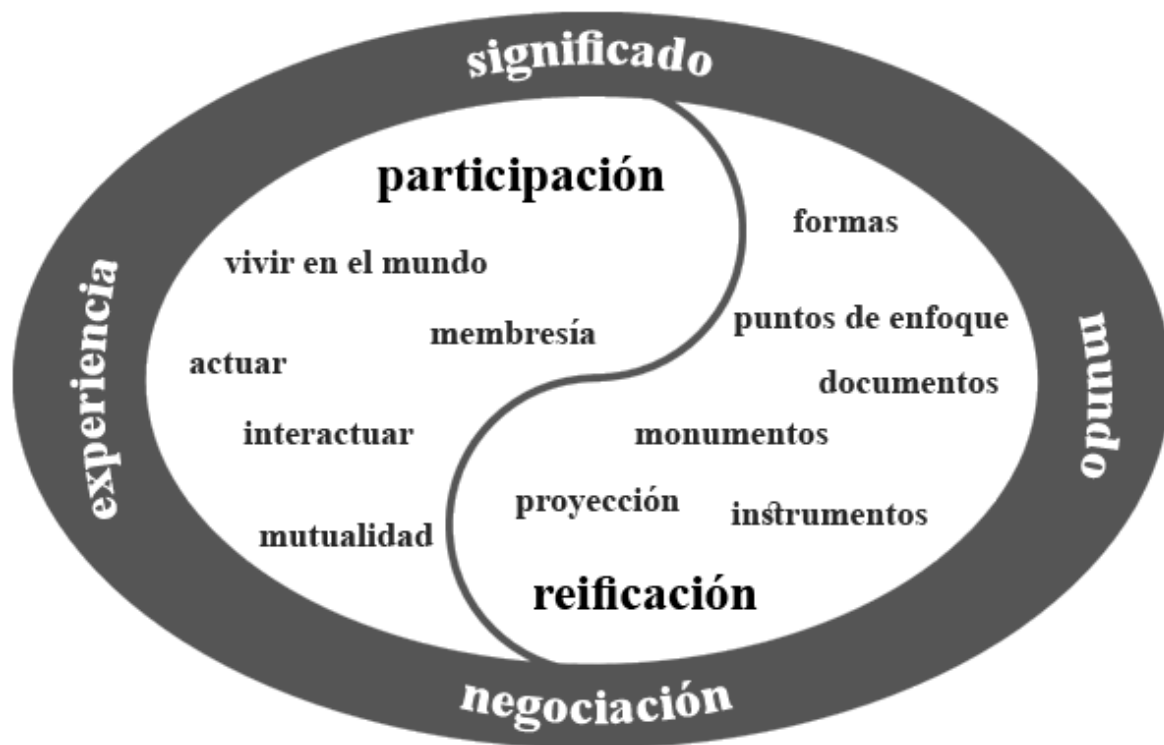 significado
participación
formas
vivir en el mundo
puntos de enfoque
membresía
actuar
documentos
experiencia
mundo
interactuar
monumentos
proyección
instrumentos
mutualidad
reificación
negociación